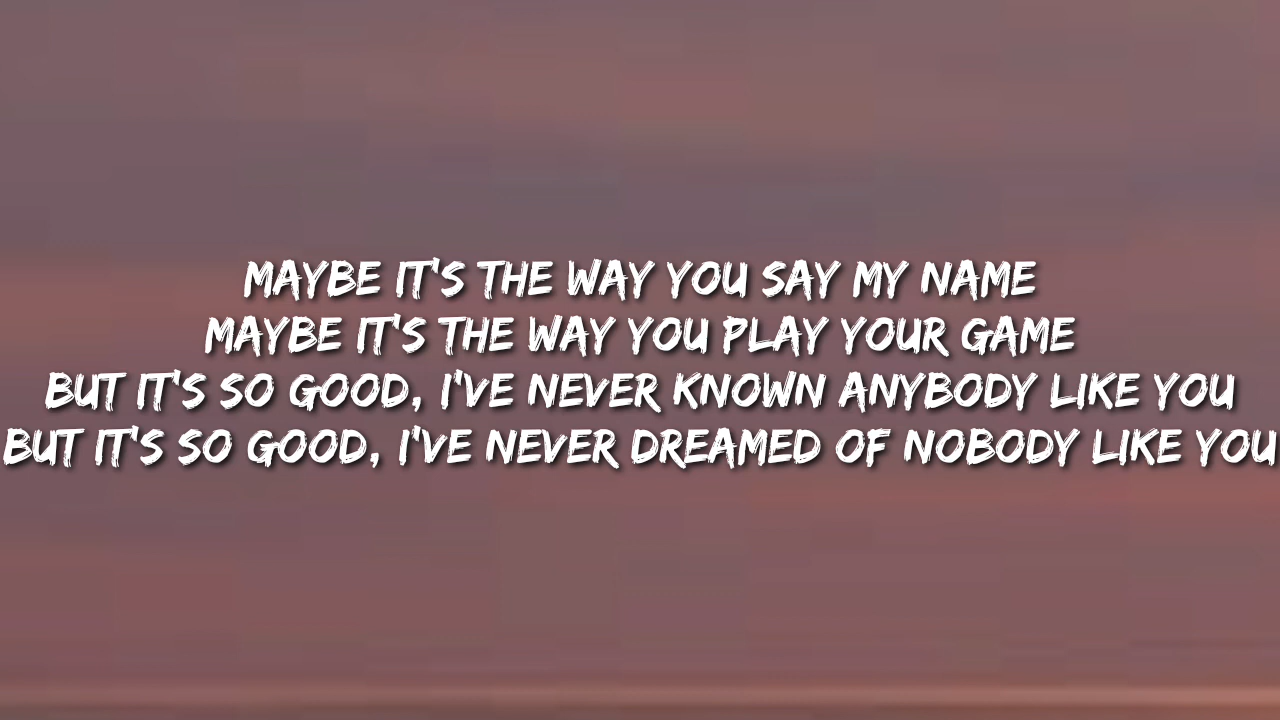 MAYBE IT'S THE WAY YOU SAY MY NAME
MAYBE IT'S THE WAY YOU PLAY YOUR GAME
BUT IT'S SO GOOD, I'VE NEVER KNOWN ANYBODY LIKE YOU
BUT IT'S SO GOOD, I'VE NEVER DREAMED OF NOBODY LIKE YOU